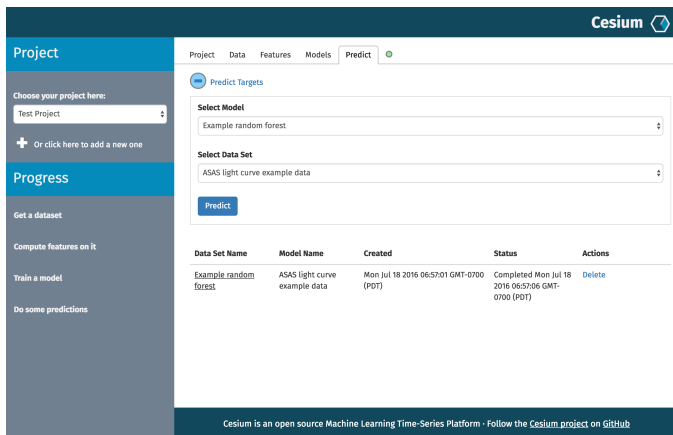 Cesium
Project
Project Data Features Models Predict
Predict Targets
Choose your project here:
Test Project
Or click here to add a new one
Select Model
Example random forest
Select Data Set
ASAS light curve example data
Predict
Progress
Get a dataset
Compute features on it
Train a model
Do some predictions
Data Set Name Model Name Created Status Actions
Example random ASAS light curve Mon Jul 18 2016 06:57:01 GMT-0700 Completed Mon Jul 18 Delete
forest example data (PDT) 2016 06:57:06 GMT-
0700 (PDT)
Cesium is an open source Machine Learning Time-Series Platform · Follow the Cesium project on GitHub